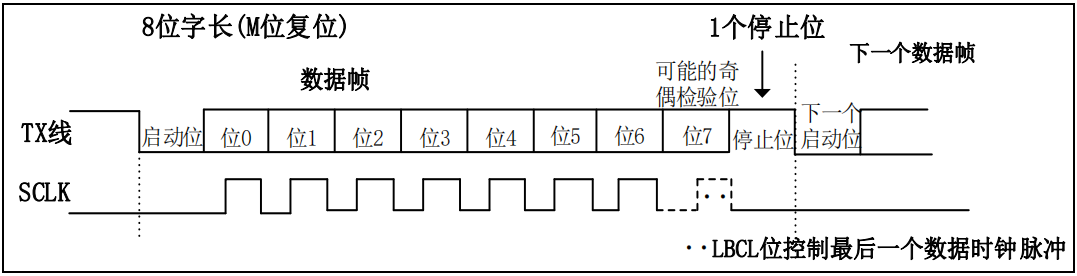 8位字长(M位复位)
1个停止位
下一个数据帧
数据帧
可能的奇
偶检验位
TX线
启动位 位0 位1 位2 位3 位4 位5 位6 位7 停止位
下一个
启动位
SCLK
··
··LBCL位控制最后一个数据时钟脉冲